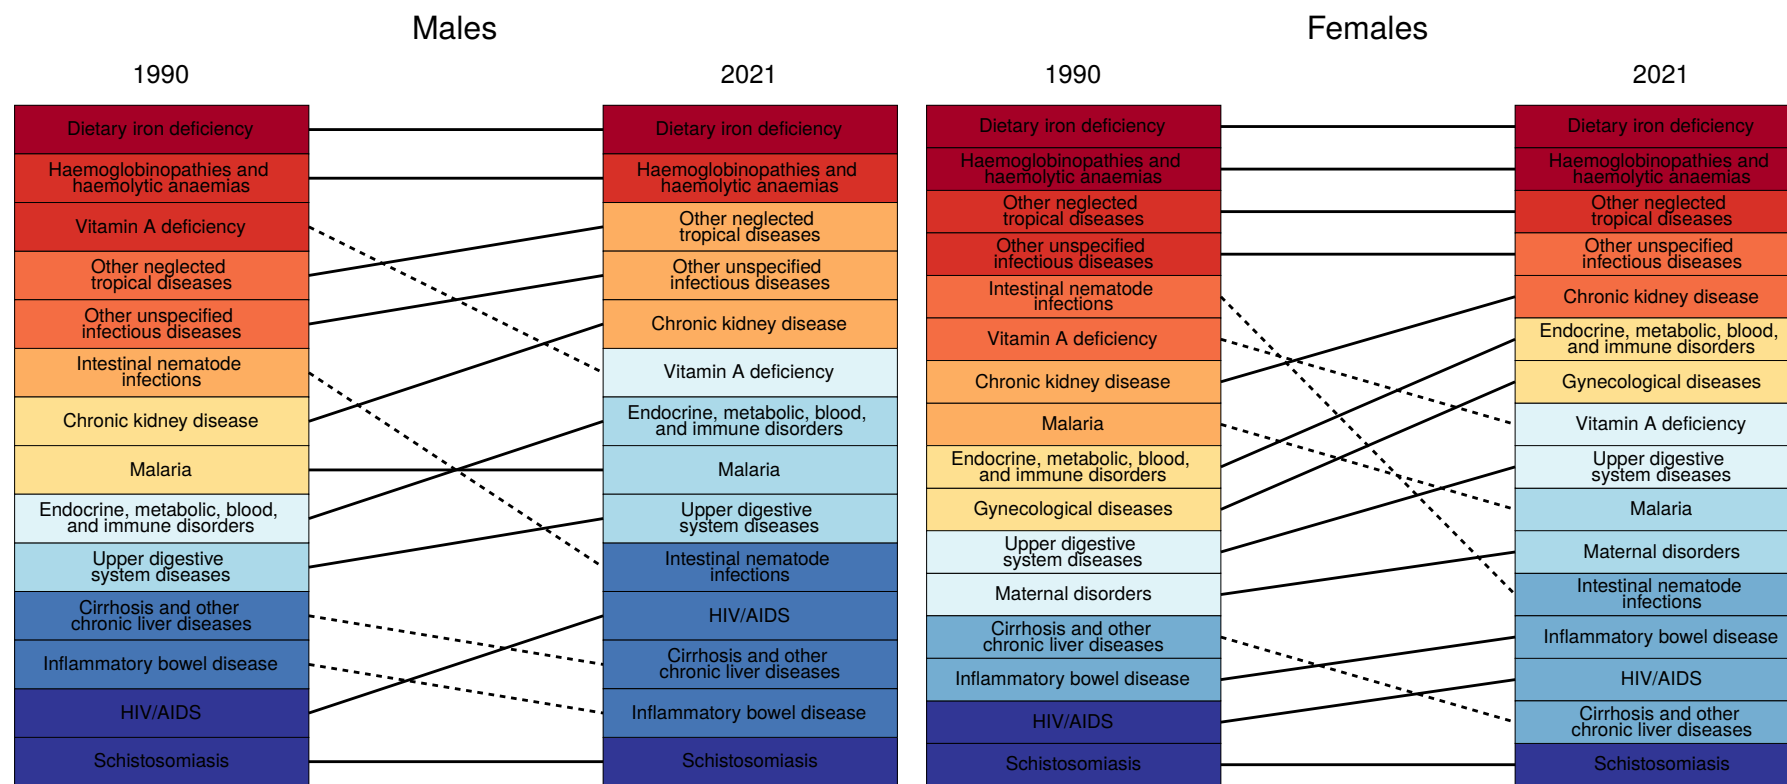 Males
1990
2021
Dietary iron deficiency
Haemoglobinopathies and
haemolytic anaemias
Vitamin A deficiency
Other neglected
tropical diseases
Other unspecified
infectious diseases
Intestinal nematode
infections
Chronic kidney disease
Malaria
Endocrine, metabolic, blood,
and immune disorders
Upper digestive
system diseases
Cirrhosis and other
chronic liver diseases
Inflammatory bowel disease
HIV/AIDS
Schistosomiasis
Dietary iron deficiency
Haemoglobinopathies and
haemolytic anaemias
Other neglected
tropical diseases
Other unspecified
infectious diseases
Chronic kidney disease
Vitamin A deficiency
Endocrine, metabolic, blood,
and immune disorders
Malaria
Upper digestive
system diseases
Intestinal nematode
infections
HIV/AIDS
Cirrhosis and other
chronic liver diseases
Inflammatory bowel disease
Schistosomiasis
Females
1990
2021
Dietary iron deficiency
Haemoglobinopathies and
haemolytic anaemias
Other neglected
tropical diseases
Other unspecified
infectious diseases
Intestinal nematode
infections
Vitamin A deficiency
Chronic kidney disease
Malaria
Endocrine, metabolic, blood,
and immune disorders
Gynecological diseases
Upper digestive
system diseases
Maternal disorders
Cirrhosis and other
chronic liver diseases
Inflammatory bowel disease
HIV/AIDS
Schistosomiasis
Dietary iron deficiency
Haemoglobinopathies and
haemolytic anaemias
Other neglected
tropical diseases
Other unspecified
infectious diseases
Chronic kidney disease
Endocrine, metabolic, blood,
and immune disorders
Gynecological diseases
Vitamin A deficiency
Upper digestive
system diseases
Malaria
Maternal disorders
Intestinal nematode
infections
Inflammatory bowel disease
HIV/AIDS
Cirrhosis and other
chronic liver diseases
Schistosomiasis